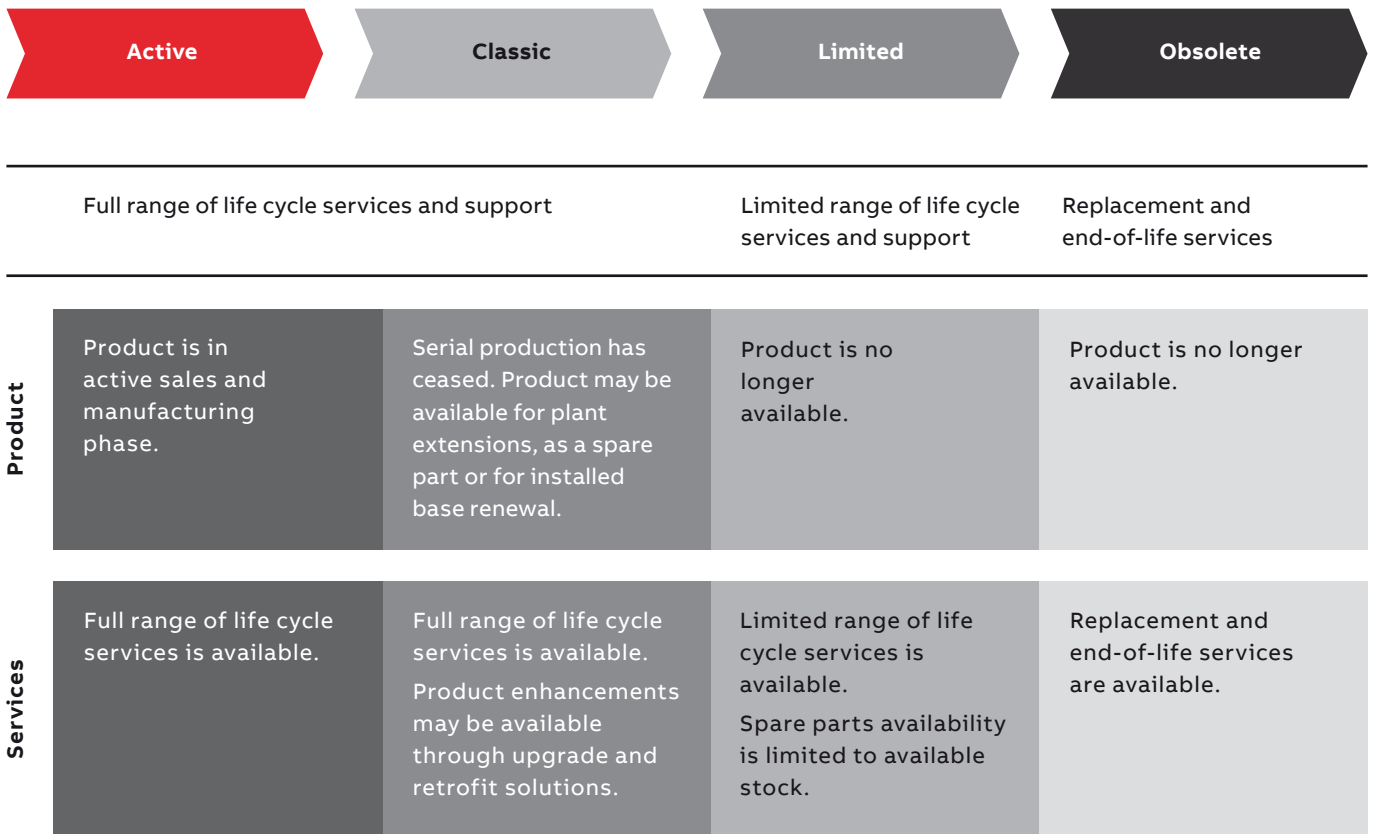 Active
Classic
Limited
Obsolete
Full range of life cycle services and support
Limited range of life cycle
services and support
Replacement and
end-of-life services
Product
Product is in
active sales and
manufacturing
phase.
Serial production has
ceased. Product may be
available for plant
extensions, as a spare
part or for installed
base renewal.
Product is no
longer
available.
Product is no longer
available.
Services
Full range of life cycle
services is available.
Full range of life cycle
services is available.
Product enhancements
may be available
through upgrade and
retrofit solutions.
Limited range of life
cycle services is
available.
Spare parts availability
is limited to available
stock.
Replacement and
end-of-life services
are available.